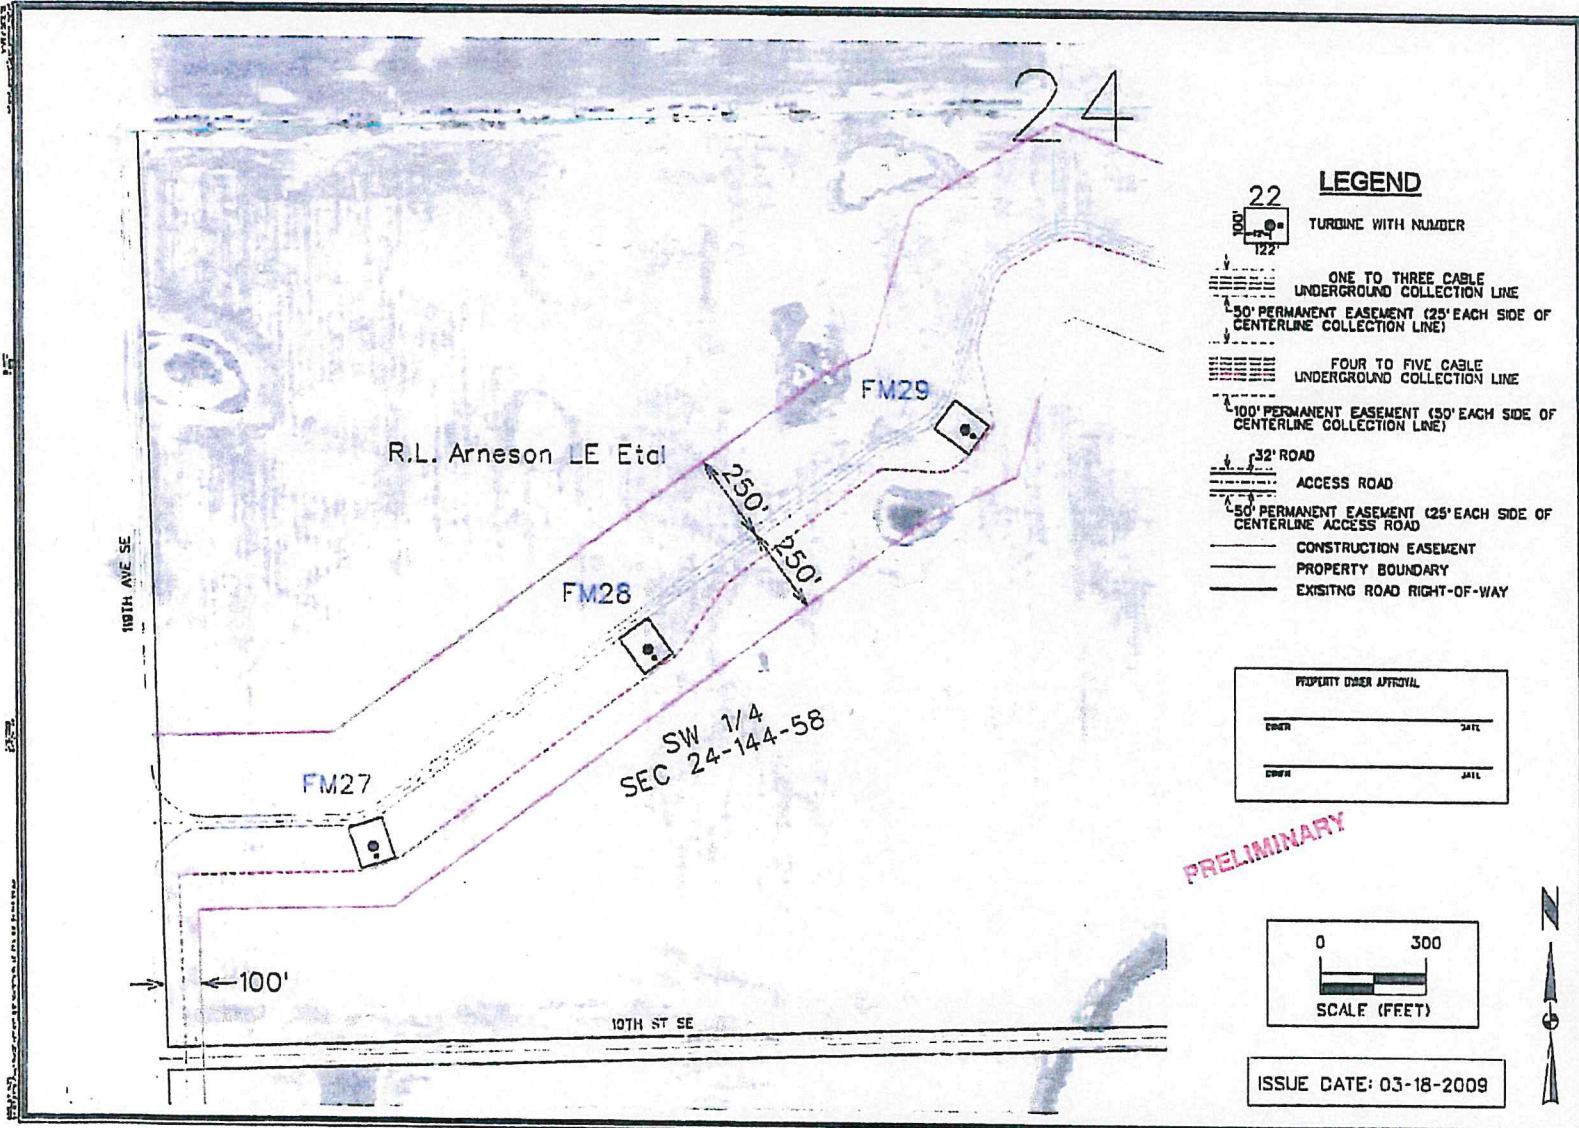 24
LEGEND
22
100'
12'
122'
TURBINE WITH NUMBER
ONE TO THREE CABLE
UNDERGROUND COLLECTION LINE
50' PERMANENT EASEMENT (25' EACH SIDE OF
CENTERLINE COLLECTION LINE)
FOUR TO FIVE CABLE
UNDERGROUND COLLECTION LINE
100' PERMANENT EASEMENT (50' EACH SIDE OF
CENTERLINE COLLECTION LINE)
32' ROAD
ACCESS ROAD
50' PERMANENT EASEMENT (25' EACH SIDE OF
CENTERLINE ACCESS ROAD
CONSTRUCTION EASEMENT
PROPERTY BOUNDARY
EXISITNG ROAD RIGHT-OF-WAY
FM29
R.L. Arneson LE Etal
250'
250'
119TH AVE SE
FM28
SW 1/4
SEC 24-144-58
FM27
PROPERTY OWNER APPROVAL
OWNER DATE
OWNER DATE
PRELIMINARY
100'
10TH ST SE
0 300
SCALE (FEET)
N
ISSUE DATE: 03-18-2009